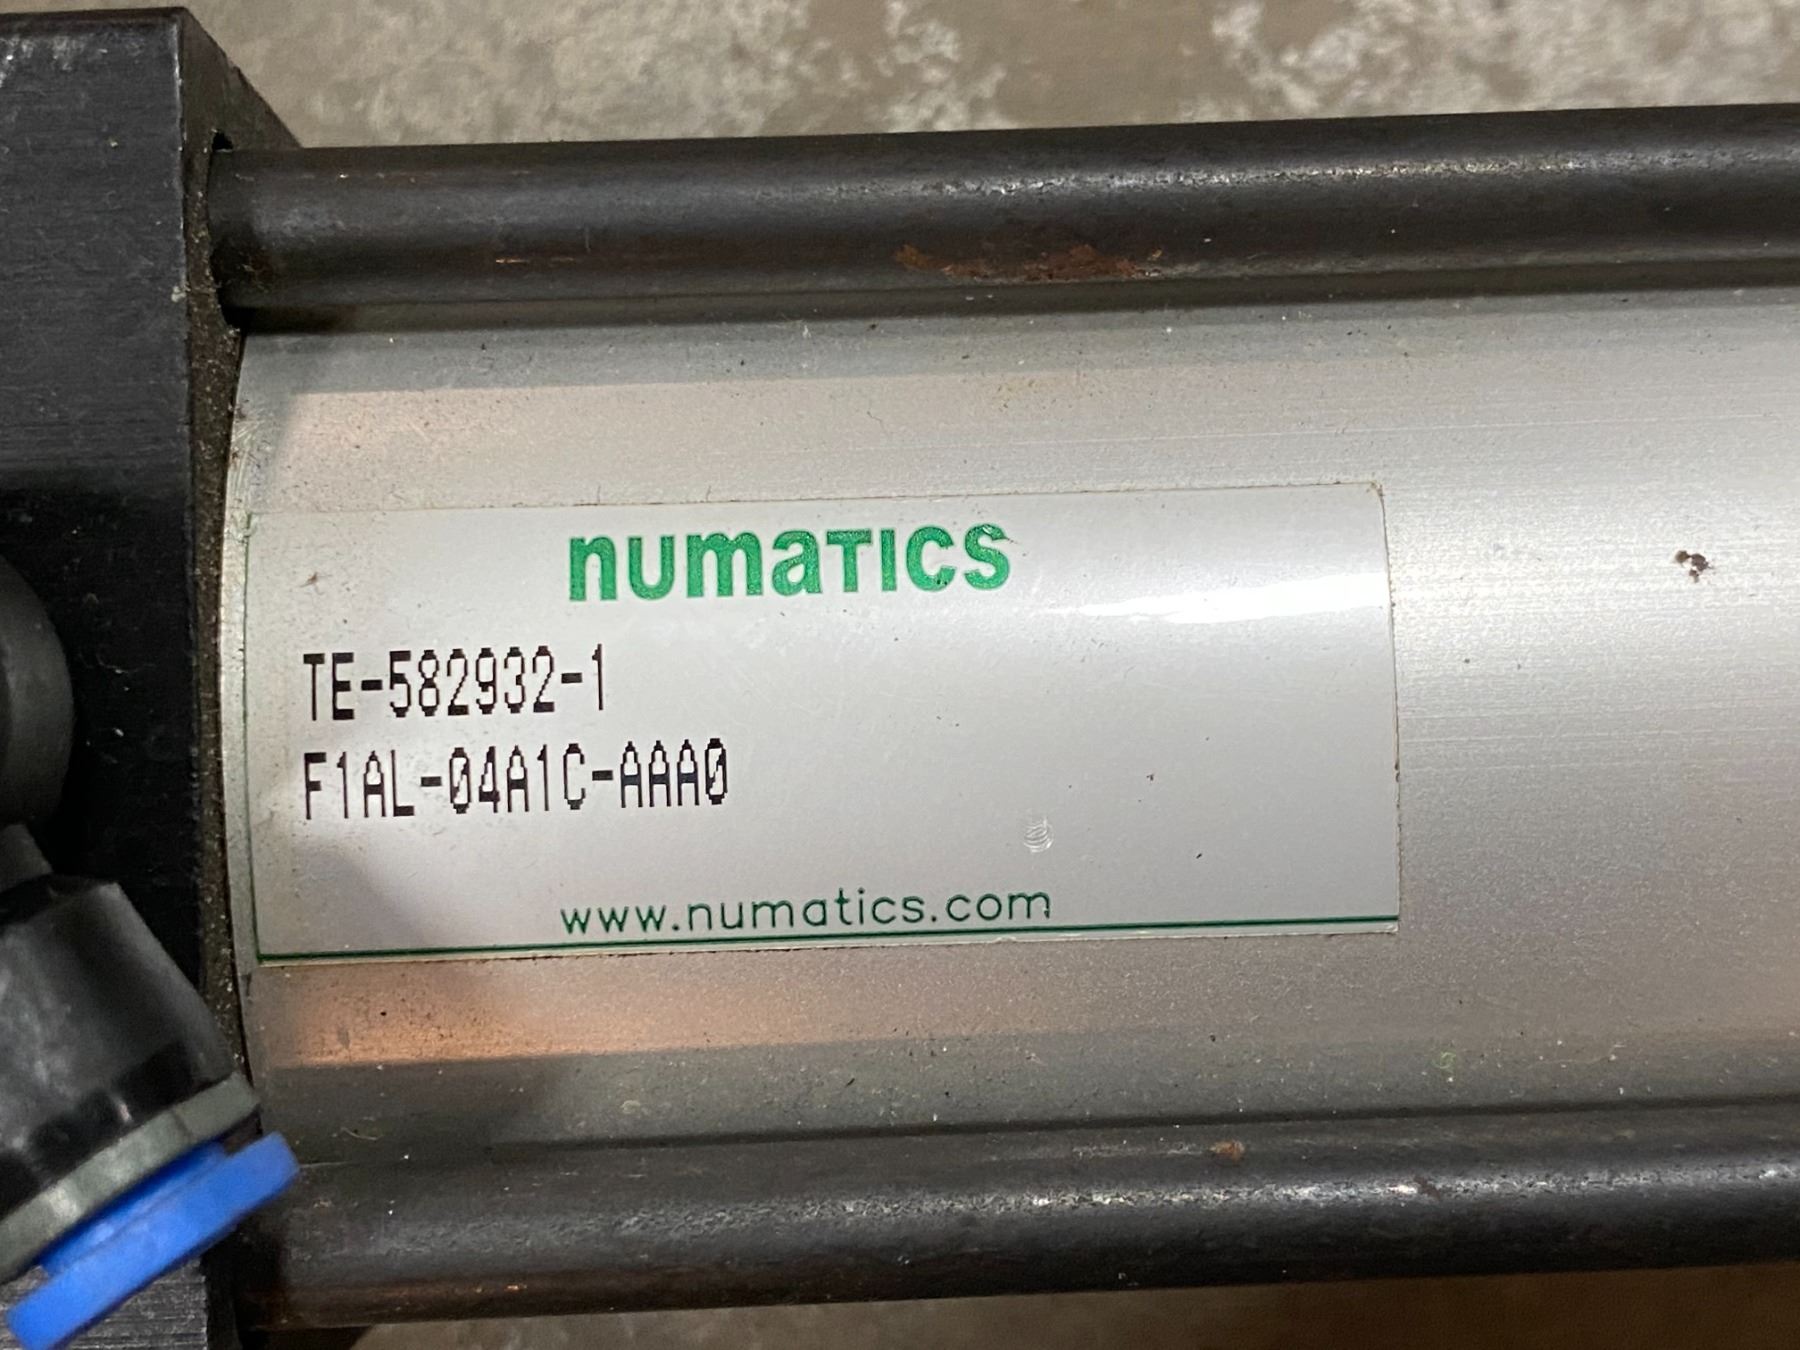 numatics
TE-582932-1
F1AL-04A1C-AAA0
www.numatics.com